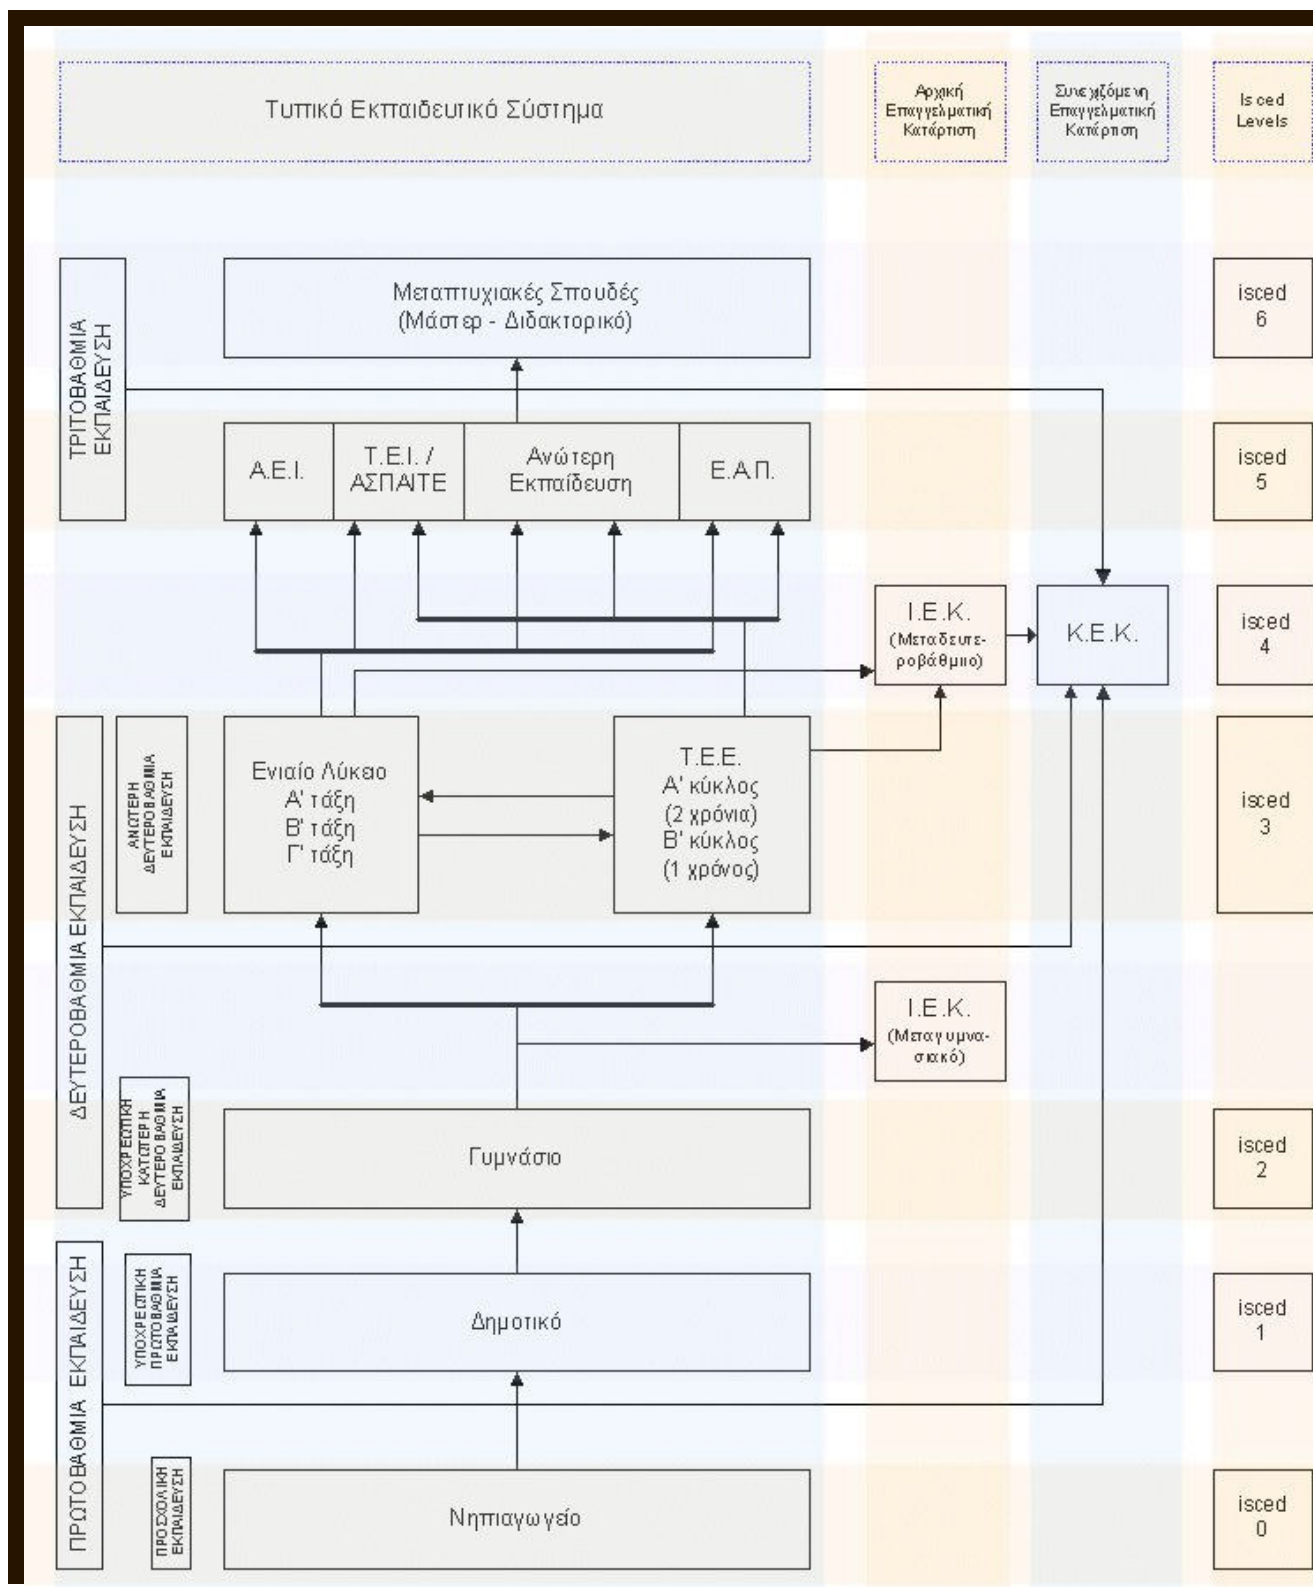 Τυπικό Εκπαιδευτικό Σύστημα
Αρχική
Επαγγελματική
Κατάρτιση
Συνεχιζόμενη
Επαγγελματική
Κατάρτιση
Isced
Levels
ΤΡΙΤΟΒΑΘΜΙΑ
ΕΚΠΑΙΔΕΥΣΗ
Μεταπτυχιακές Σπουδές
(Μάστερ - Διδακτορικό)
isced
6
Α.Ε.Ι.
Τ.Ε.Ι. /
ΑΣΠΑΙΤΕ
Ανώτερη
Εκπαίδευση
Ε.Α.Π.
isced
5
Ι.Ε.Κ.
(Μεταδευτε-
ροβάθμιο)
Κ.Ε.Κ.
isced
4
ΔΕΥΤΕΡΟΒΑΘΜΙΑ ΕΚΠΑΙΔΕΥΣΗ
ΑΝΩΤΕΡΗ
ΔΕΥΤΕΡΟΒΑΘΜΙΑ
ΕΚΠΑΙΔΕΥΣΗ
Ενιαίο Λύκειο
Α' τάξη
Β' τάξη
Γ' τάξη
Τ.Ε.Ε.
Α' κύκλος
(2 χρόνια)
Β' κύκλος
(1 χρόνος)
isced
3
Ι.Ε.Κ.
(Μεταγυμνα-
σιακό)
ΥΠΟΧΡΕΩΤΙΚΗ
ΚΑΤΩΤΕΡΗ
ΔΕΥΤΕΡΟΒΑΘΜΙΑ
ΕΚΠΑΙΔΕΥΣΗ
Γυμνάσιο
isced
2
ΠΡΩΤΟΒΑΘΜΙΑ ΕΚΠΑΙΔΕΥΣΗ
ΥΠΟΧΡΕΩΤΙΚΗ
ΠΡΩΤΟΒΑΘΜΙΑ
ΕΚΠΑΙΔΕΥΣΗ
Δημοτικό
isced
1
ΠΡΟΣΧΟΛΙΚΗ
ΕΚΠΑΙΔΕΥΣΗ
Νηπιαγωγείο
isced
0